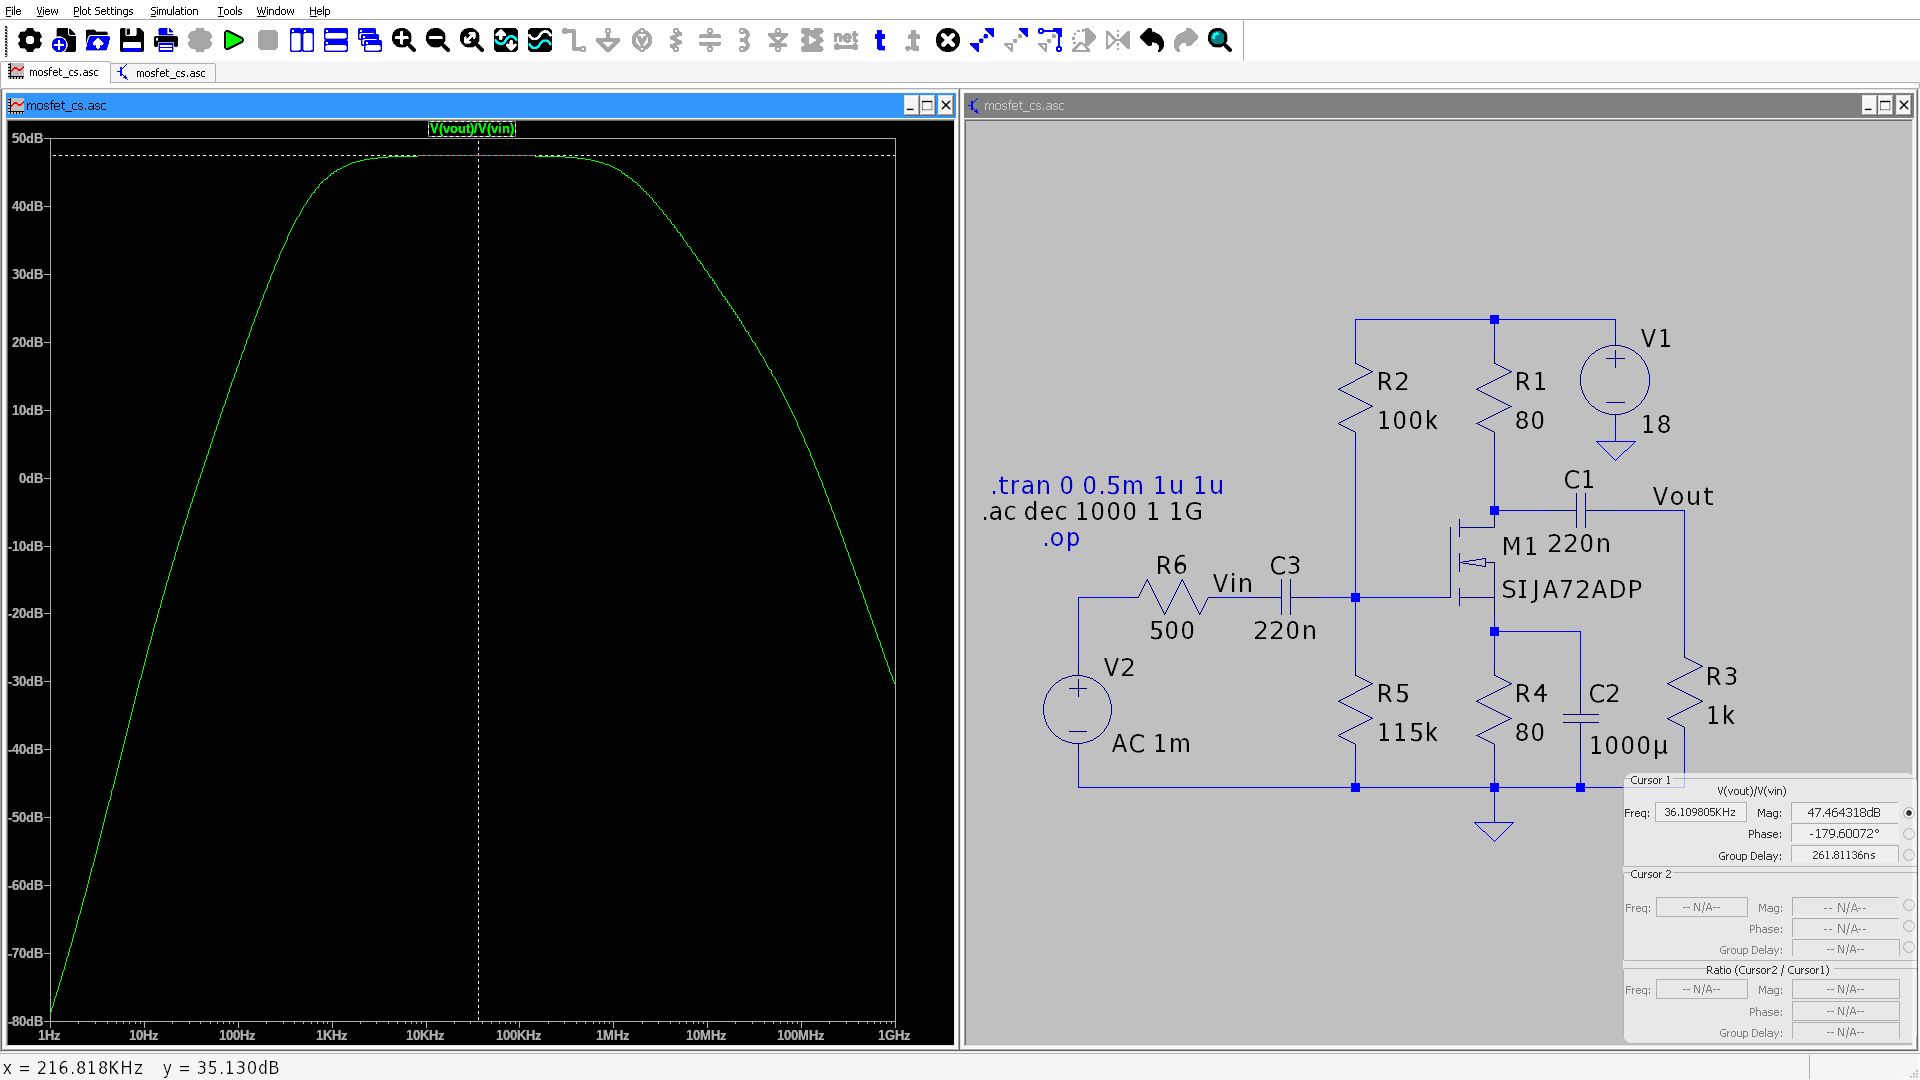 File View Plot Settings Simulation Tools Window Help
net t t
mosfet_cs.asc mosfet_cs.asc
mosfet_cs.asc
V(vout)/V(vin)
50dB
40dB
30dB
20dB
10dB
0dB
-10dB
-20dB
-30dB
-40dB
-50dB
-60dB
-70dB
-80dB
1Hz 10Hz 100Hz 1KHz 10KHz 100KHz 1MHz 10MHz 100MHz 1GHz
mosfet_cs.asc
V1
18
R2
100k
R1
80
.tran 0 0.5m 1u 1u
.ac dec 1000 1 1G
.op
C1
220n
Vout
M1
SIJA72ADP
R6
500
Vin
C3
220n
V2
AC 1m
R5
115k
R4
80
C2
1000µ
R3
1k
Cursor 1
V(vout)/V(vin)
Freq: 36.109805KHz Mag: 47.464318dB
Phase: -179.60072°
Group Delay: 261.81136ns
Cursor 2
Freq: -- N/A-- Mag: -- N/A--
Phase: -- N/A--
Group Delay: -- N/A--
Ratio (Cursor2 / Cursor1)
Freq: -- N/A-- Mag: -- N/A--
Phase: -- N/A--
Group Delay: -- N/A--
x = 216.818KHz y = 35.130dB